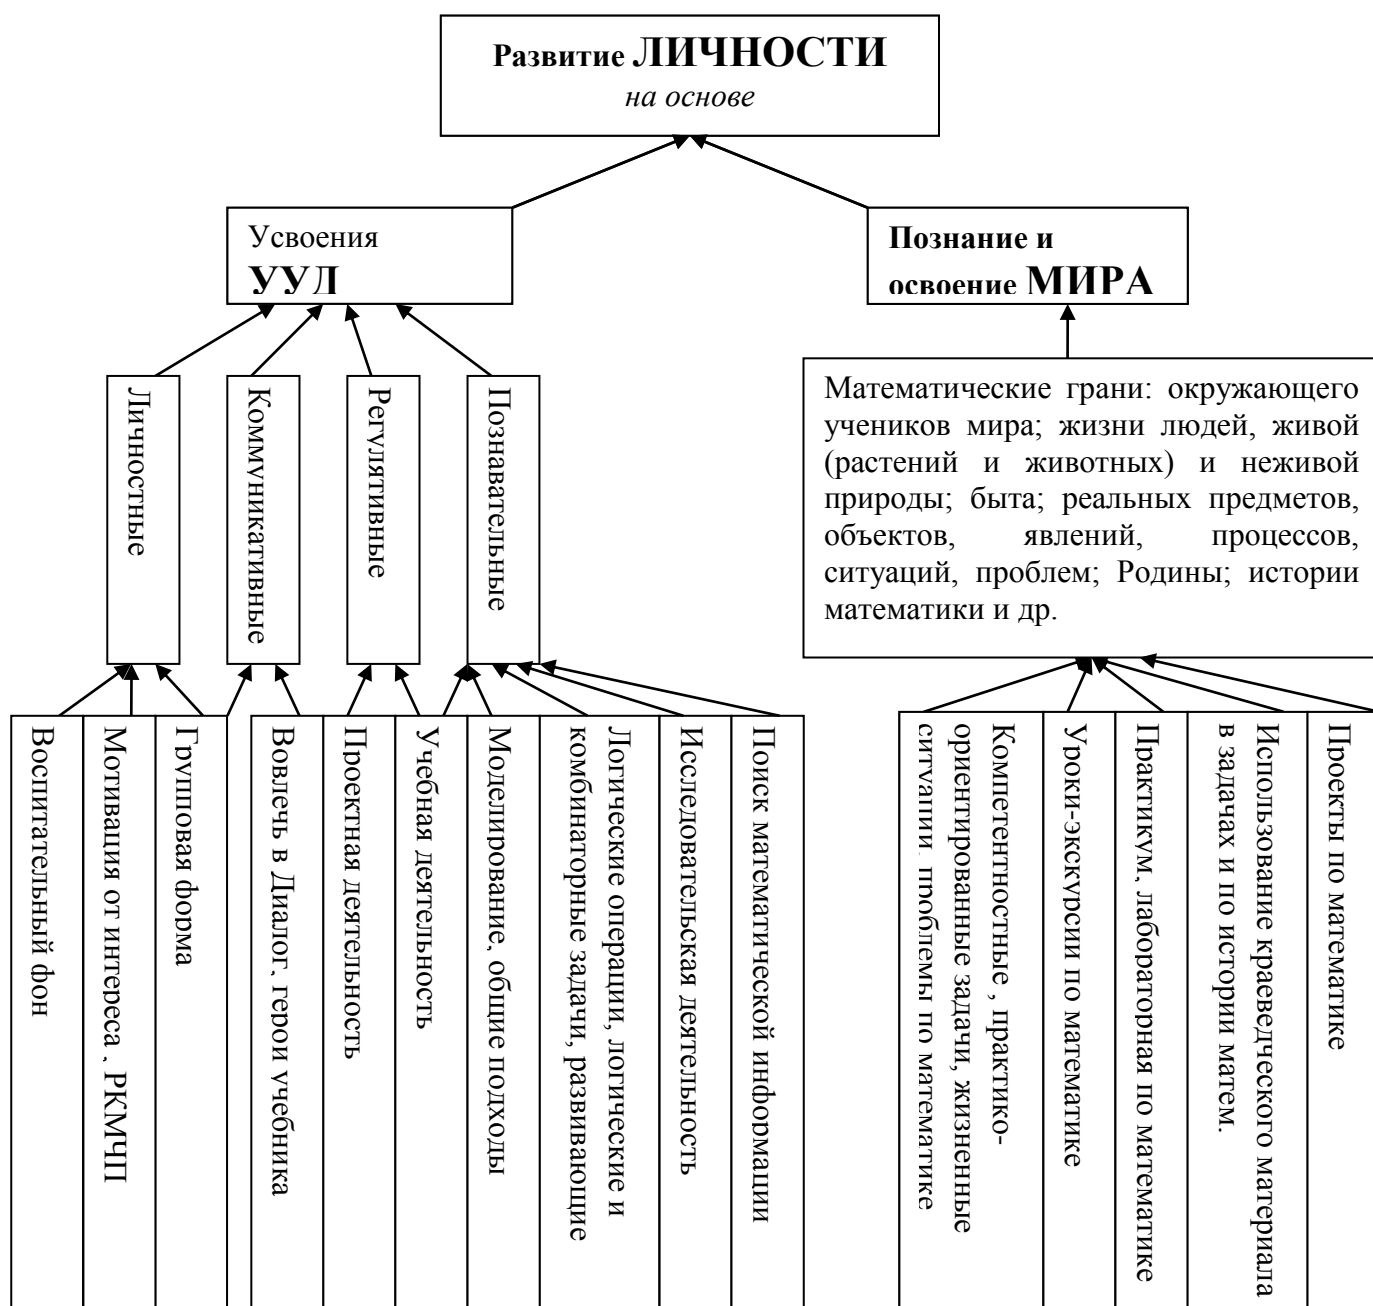 Развитие ЛИЧНОСТИ
на основе
Усвоения
УУД
Познание и
освоение МИРА
Личностные
Коммуникативные
Регулятивные
Познавательные
Математические грани: окружающего
учеников мира; жизни людей, живой
(растений и животных) и неживой
природы; быта; реальных предметов,
объектов, явлений, процессов,
ситуаций, проблем; Родины; истории
математики и др.
Воспитательный фон
Мотивация от интереса , РКМЧП
Групповая форма
Вовлечь в Диалог, герои учебника
Проектная деятельность
Учебная деятельность
Моделирование, общие подходы
Логические операции, логические и
комбинаторные задачи, развивающие
Исследовательская деятельность
Поиск математической информации
Компетентностные , практико-
ориентированные задачи, жизненные
ситуации, проблемы по математике
Уроки-экскурсии по математике
Практикум, лабораторная по математике
Использование краеведческого материала
в задачах и по истории матем.
Проекты по математике